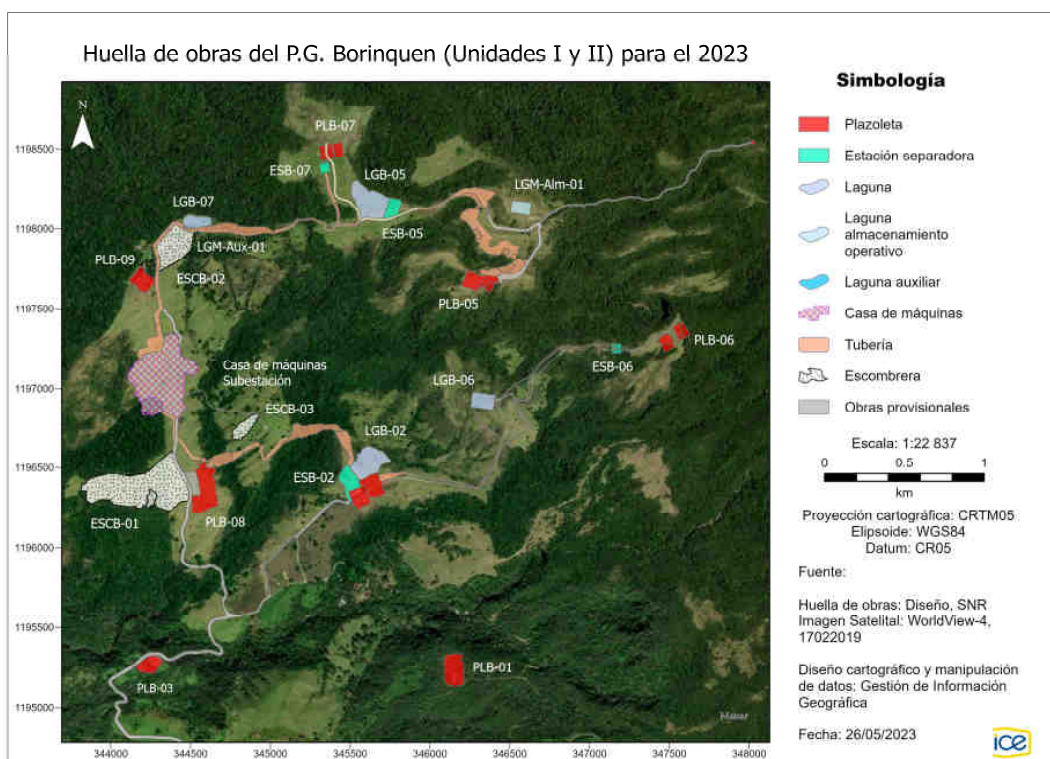 Huella de obras del P.G. Borinquen (Unidades I y II) para el 2023
N
PLB-07
ESB-07
LGB-05
LGM-Alm-01
LGB-07
ESB-05
LGM-Aux-01
PLB-09
ESCB-02
PLB-05
PLB-06
ESB-06
Casa de máquinas
Subestación
LGB-06
ESCB-03
LGB-02
ESB-02
ESCB-01
PLB-08
PLB-01
PLB-03
1198500
1198000
1197500
1197000
1196500
1196000
1195500
1195000
344000
344500
345000
345500
346000
346500
347000
347500
348000
Maxar
Simbología
Plazoleta
Estación separadora
Laguna
Laguna
almacenamiento
operativo
Laguna auxiliar
Casa de máquinas
Tubería
Escombrera
Obras provisionales
Escala: 1:22 837
0 0.5 1
km
Proyección cartográfica: CRTM05
Elipsoide: WGS84
Datum: CR05
Fuente:
Huella de obras: Diseño, SNR
Imagen Satelital: WorldView-4,
17022019
Diseño cartográfico y manipulación
de datos: Gestión de Información
Geográfica
Fecha: 26/05/2023
ice